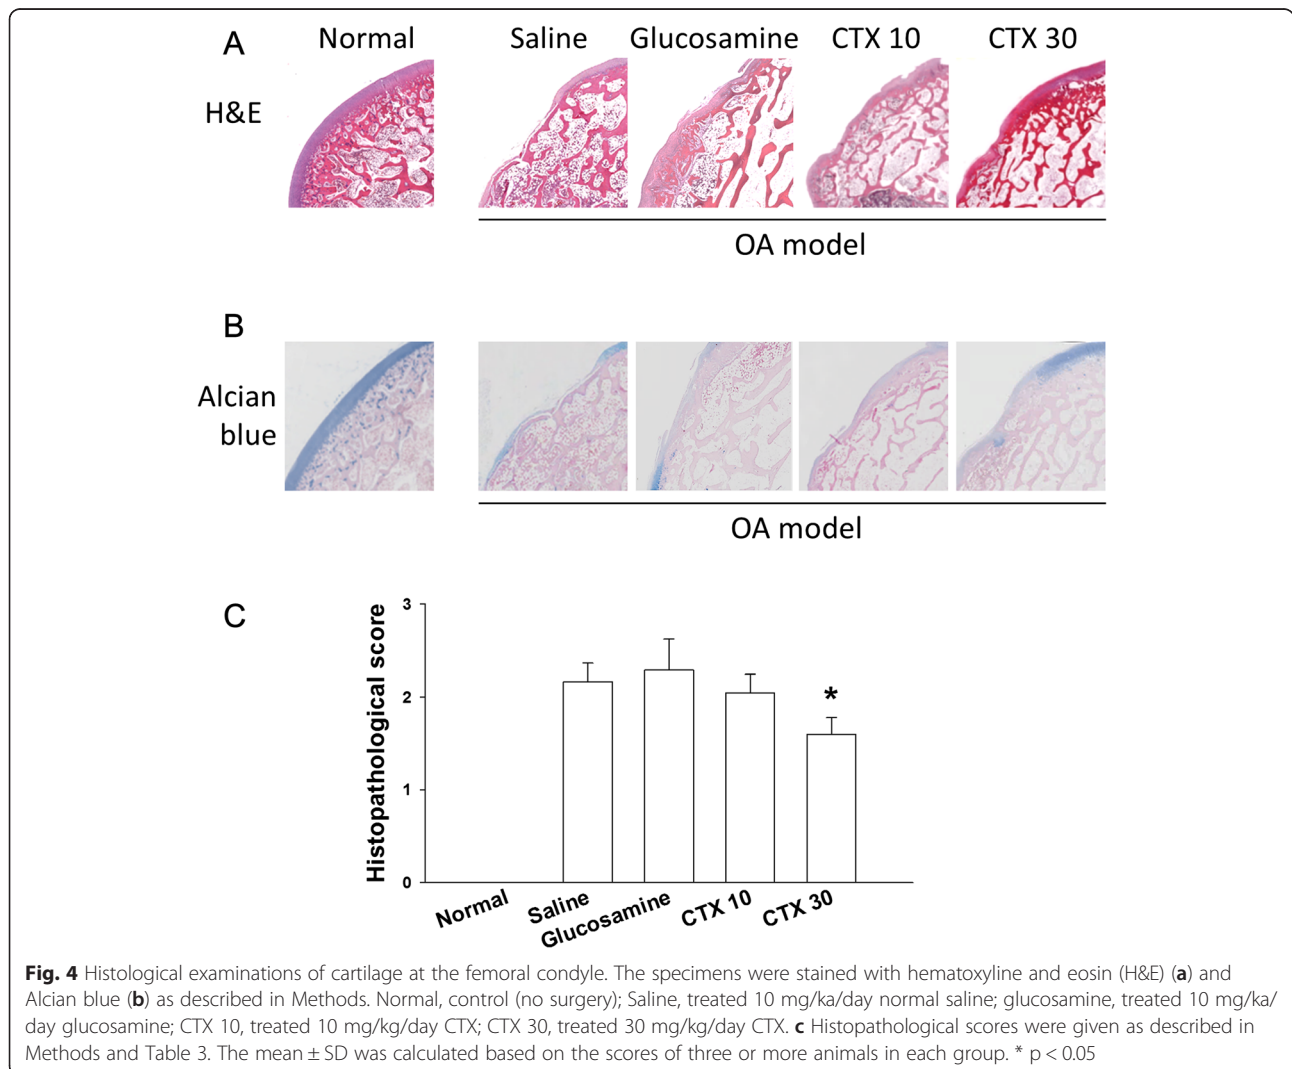 A
Normal
Saline
Glucosamine
CTX 10
CTX 30
H&E
OA model
B
Alcian
blue
OA model
C
Histopathological score
3
2
1
0
*
Normal
Saline
Glucosamine
CTX 10
CTX 30
Fig. 4 Histological examinations of cartilage at the femoral condyle. The specimens were stained with hematoxyline and eosin (H&E) (a) and
Alcian blue (b) as described in Methods. Normal, control (no surgery); Saline, treated 10 mg/ka/day normal saline; glucosamine, treated 10 mg/ka/
day glucosamine; CTX 10, treated 10 mg/kg/day CTX; CTX 30, treated 30 mg/kg/day CTX. c Histopathological scores were given as described in
Methods and Table 3. The mean ± SD was calculated based on the scores of three or more animals in each group. * p < 0.05